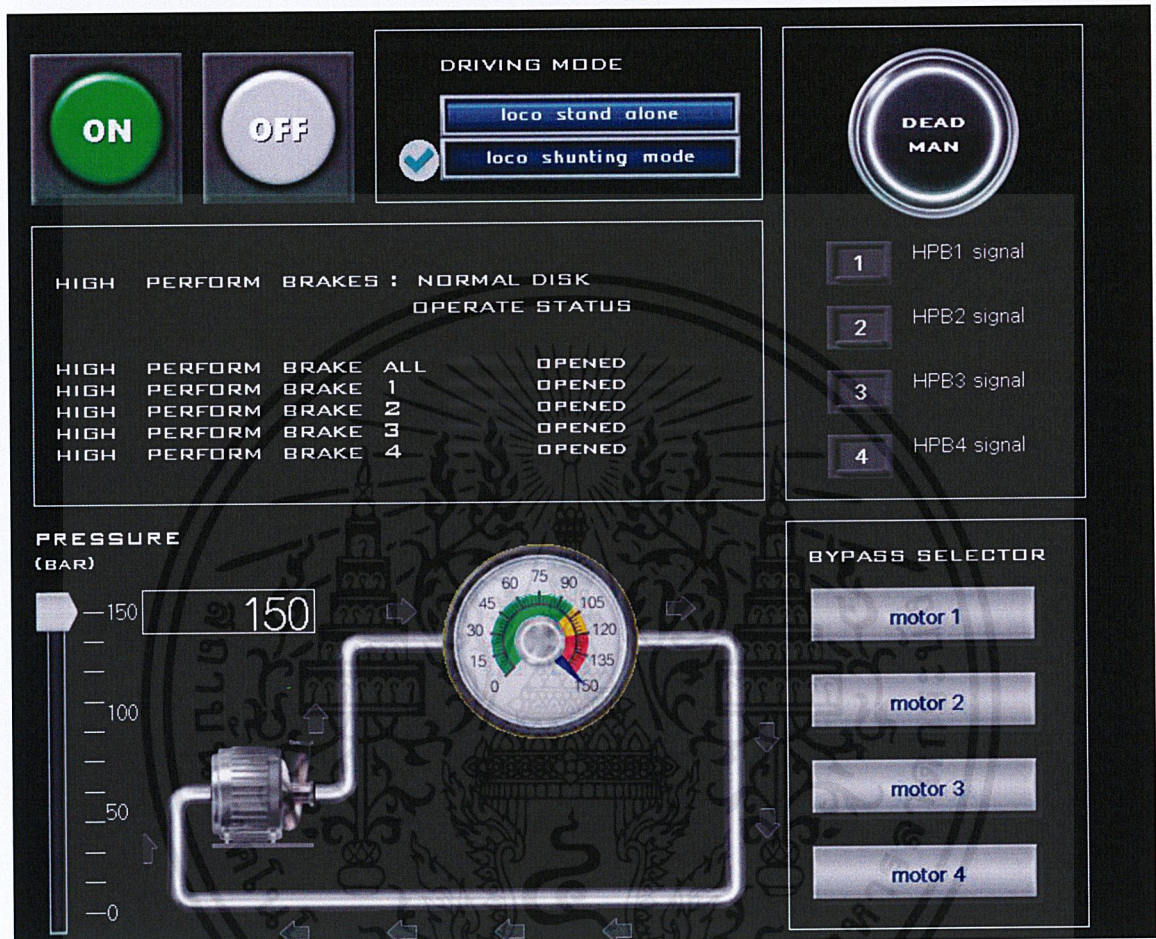 ON
OFF
DRIVING MODE
loco stand alone
loco shunting mode
DEAD
MAN
1 HPB1 signal
2 HPB2 signal
3 HPB3 signal
4 HPB4 signal
HIGH PERFORM BRAKES : NORMAL DISK
OPERATE STATUS
HIGH PERFORM BRAKE ALL OPENED
HIGH PERFORM BRAKE 1 OPENED
HIGH PERFORM BRAKE 2 OPENED
HIGH PERFORM BRAKE 3 OPENED
HIGH PERFORM BRAKE 4 OPENED
PRESSURE
(BAR)
150
100
50
0
150
0
15
30
45
60
75
90
105
120
135
150
BYPASS SELECTOR
motor 1
motor 2
motor 3
motor 4